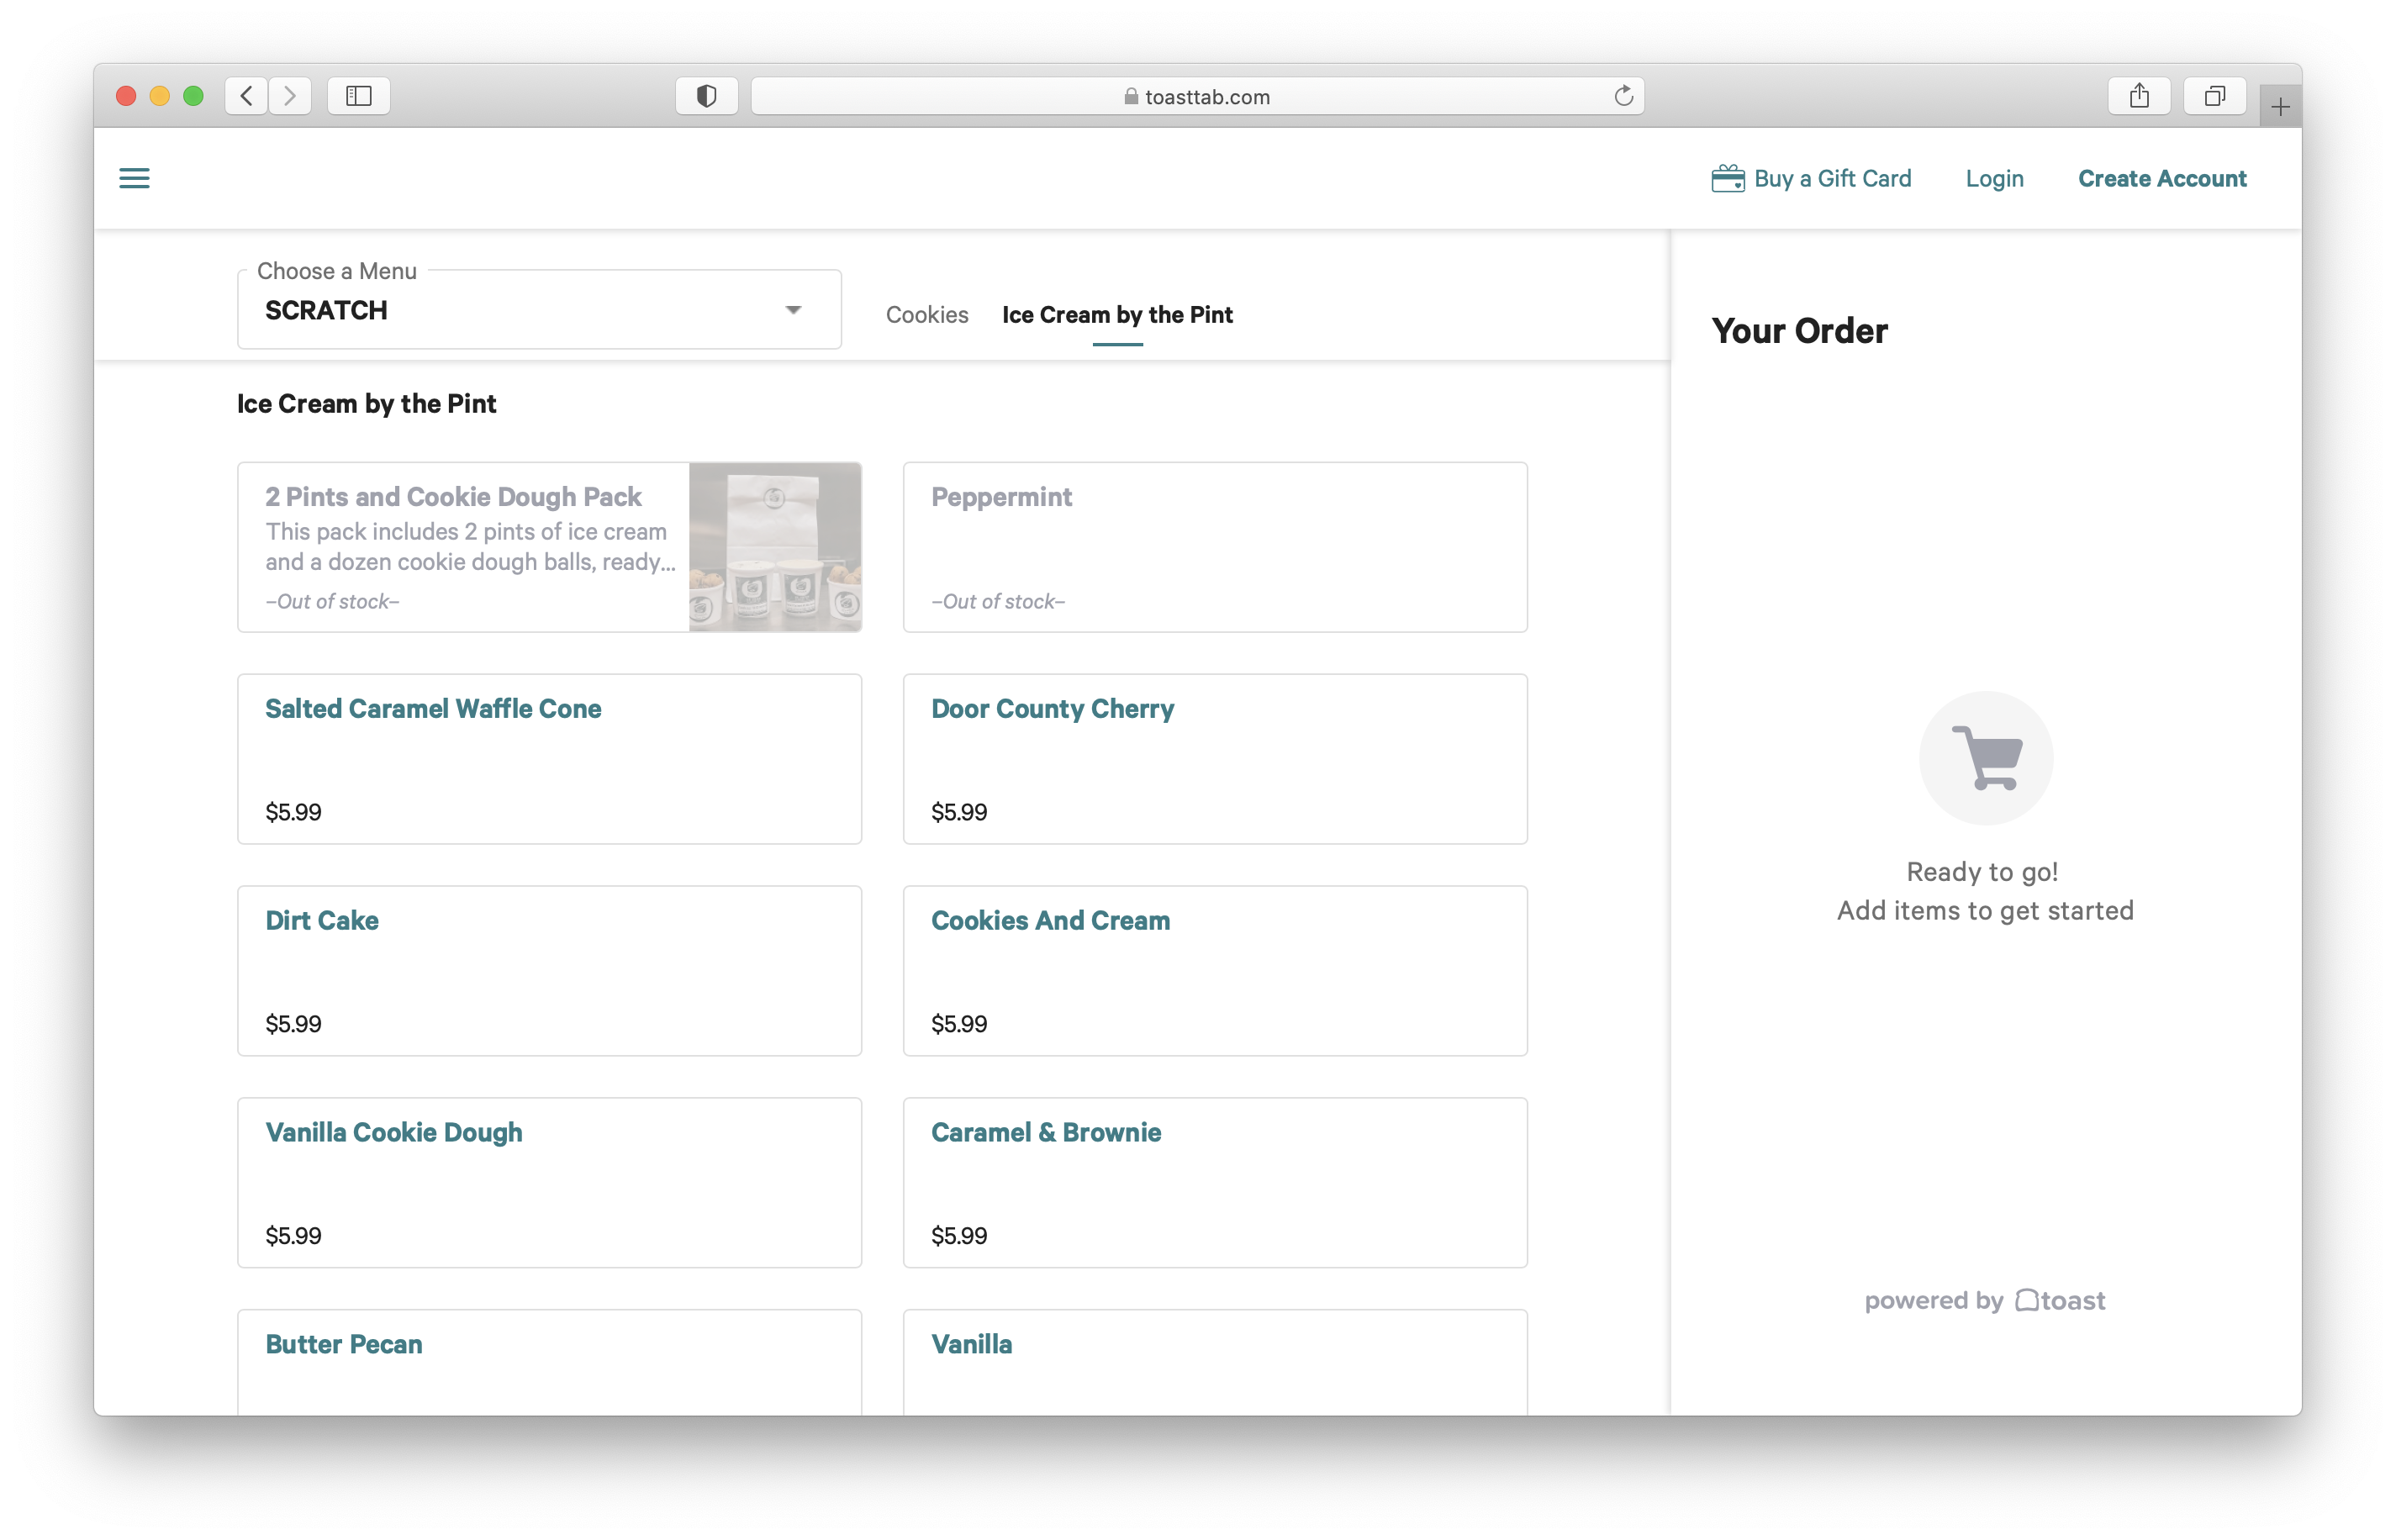 toasttab.com
Buy a Gift Card
Login
Create Account
Choose a Menu
SCRATCH
Cookies
Ice Cream by the Pint
Your Order
Ice Cream by the Pint
2 Pints and Cookie Dough Pack
This pack includes 2 pints of ice cream
and a dozen cookie dough balls, ready...
–Out of stock–
Peppermint
–Out of stock–
Salted Caramel Waffle Cone
$5.99
Door County Cherry
$5.99
Dirt Cake
$5.99
Cookies And Cream
$5.99
Vanilla Cookie Dough
$5.99
Caramel & Brownie
$5.99
Butter Pecan
Vanilla
Ready to go!
Add items to get started
powered by toast